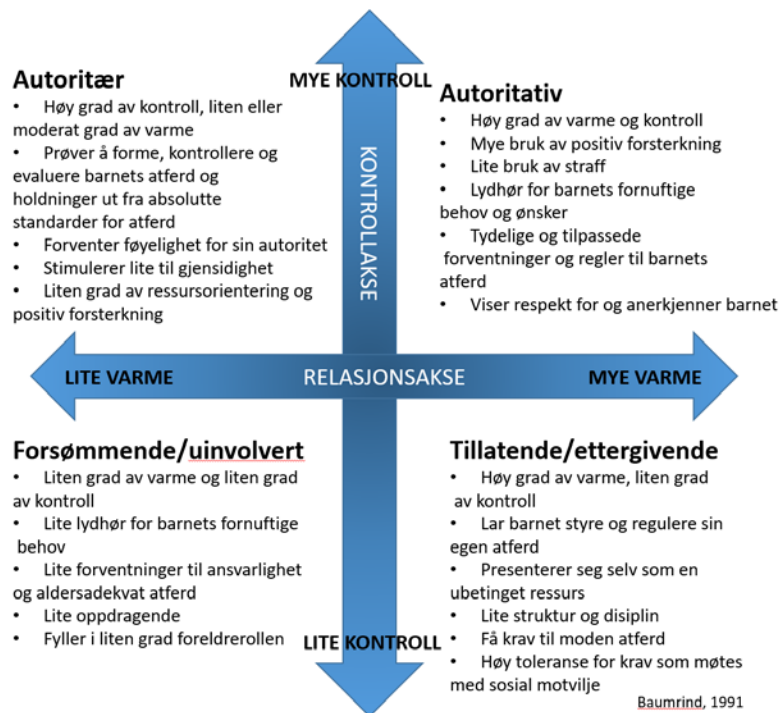 MYE KONTROLL
Autoritær
• Høy grad av kontroll, liten eller
moderat grad av varme
• Prøver å forme, kontrollere og
evaluere barnets atferd og
holdninger ut fra absolutte
standarder for atferd
• Forventer føyelighet for sin autoritet
• Stimulerer lite til gjensidighet
• Liten grad av ressursorientering og
positiv forsterkning
KONTROLLAKSE
Autoritativ
• Høy grad av varme og kontroll
• Mye bruk av positiv forsterkning
• Lite bruk av straff
• Lydhør for barnets fornuftige
behov og ønsker
• Tydelige og tilpassede
forventninger og regler til barnets
atferd
• Viser respekt for og anerkjenner barnet
LITE VARME
RELASJONSAKSE
MYE VARME
Forsømmende/uinvolvert
• Liten grad av varme og liten grad
av kontroll
• Lite lydhør for barnets fornuftige
behov
• Lite forventninger til ansvarlighet
og aldersadekvat atferd
• Lite oppdragende
• Fyller i liten grad foreldrerollen
Tillatende/ettergivende
• Høy grad av varme, liten grad
av kontroll
• Lar barnet styre og regulere sin
egen atferd
• Presenterer seg selv som en
ubetinget ressurs
• Lite struktur og disiplin
• Få krav til moden atferd
• Høy toleranse for krav som møtes
med sosial motvilje
LITE KONTROLL
Baumrind, 1991